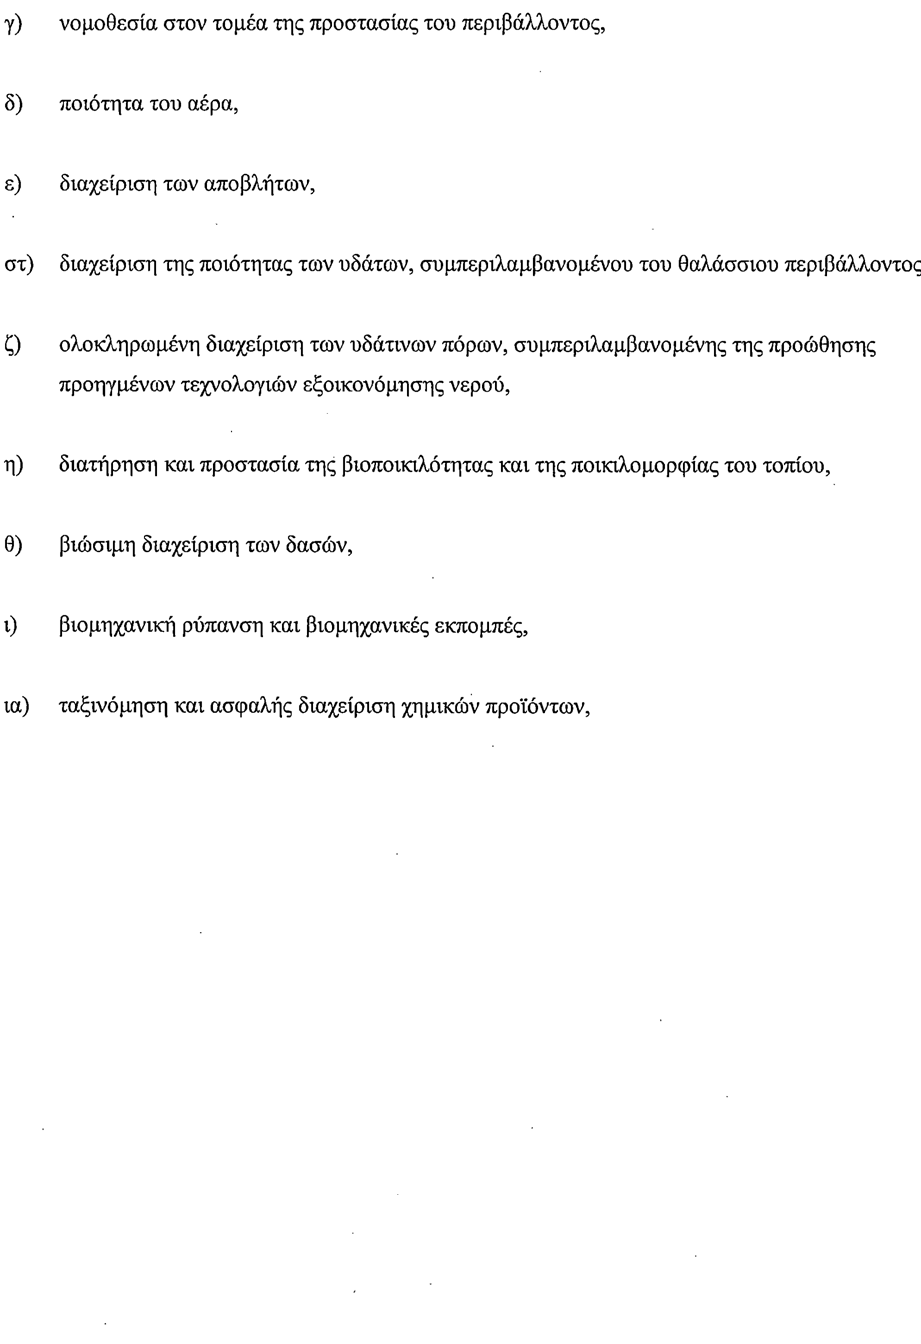 γ) νομοθεσία στον τομέα της προστασίας του περιβάλλοντος,
δ) ποιότητα του αέρα,
ε) διαχείριση των αποβλήτων,
στ) διαχείριση της ποιότητας των υδάτων, συμπεριλαμβανομένου του θαλάσσιου περιβάλλοντος
ζ) ολοκληρωμένη διαχείριση των υδάτινων πόρων, συμπεριλαμβανομένης της προώθησης
προηγμένων τεχνολογιών εξοικονόμησης νερού,
η) διατήρηση και προστασία της βιοποικιλότητας και της ποικιλομορφίας του τοπίου,
θ) βιώσιμη διαχείριση των δασών,
ι) βιομηχανική ρύπανση και βιομηχανικές εκπομπές,
ια) ταξινόμηση και ασφαλής διαχείριση χημικών προϊόντων,